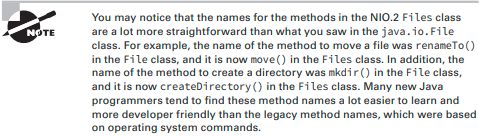 NOTE
You may notice that the names for the methods in the NIO.2 Files class
are a lot more straightforward than what you saw in the java.io.File
class. For example, the name of the method to move a file was renameTo()
in the File class, and it is now move() in the Files class. In addition, the
name of the method to create a directory was mkdir() in the File class,
and it is now createDirectory() in the Files class. Many new Java
programmers tend to find these method names a lot easier to learn and
more developer friendly than the legacy method names, which were based
on operating system commands.